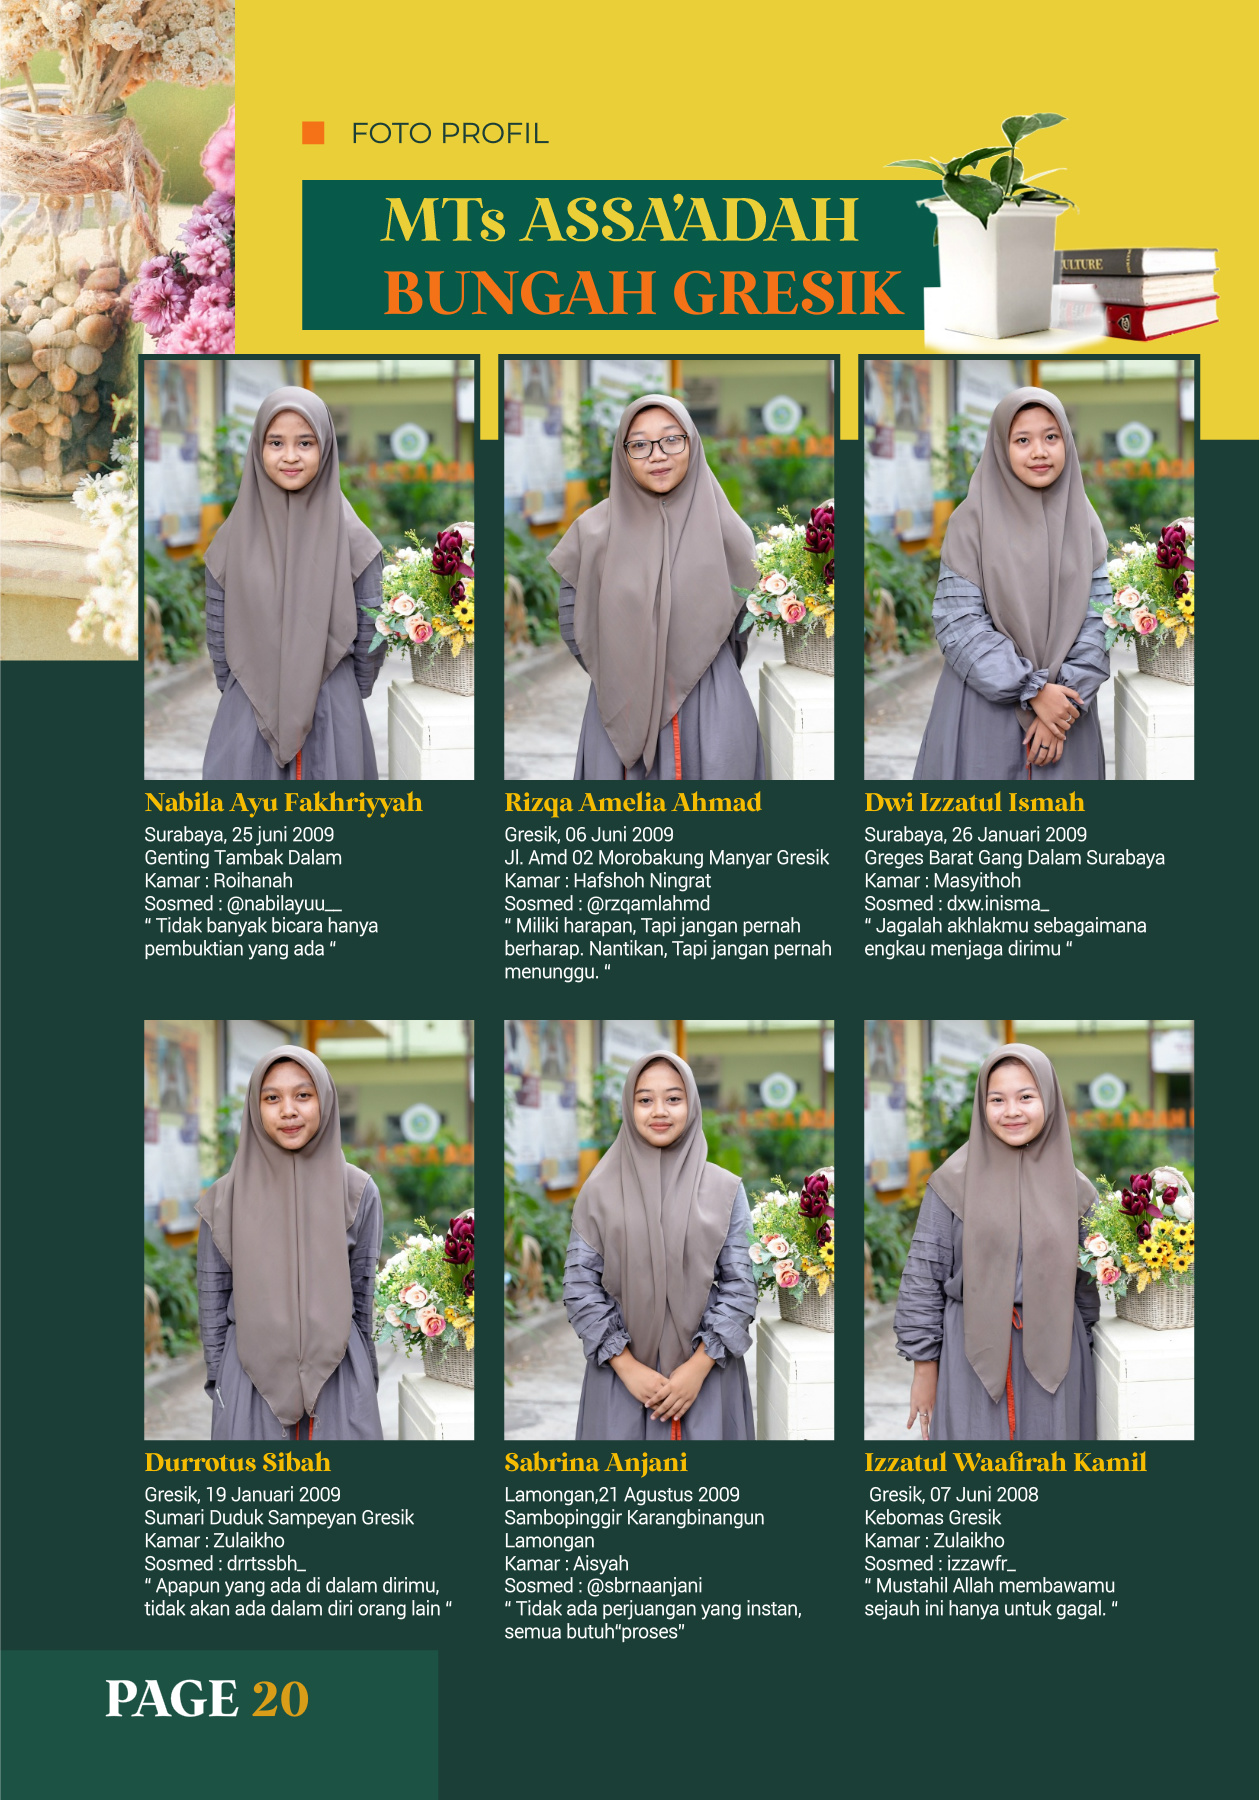 FOTO PROFIL
MTs ASSA'ADAH
BUNGAH GRESIK
ULTURE
Nabila Ayu Fakhriyyah
Surabaya, 25 juni 2009
Genting Tambak Dalam
Kamar : Roihanah
Sosmed : @nabilayuu__
“ Tidak banyak bicara hanya
pembuktian yang ada “
Rizqa Amelia Ahmad
Gresik, 06 Juni 2009
Jl. Amd 02 Morobakung Manyar Gresik
Kamar : Hafshoh Ningrat
Sosmed : @rzqamlahmd
“ Miliki harapan, Tapi jangan pernah
berharap. Nantikan, Tapi jangan pernah
menunggu. “
Dwi Izzatul Ismah
Surabaya, 26 Januari 2009
Greges Barat Gang Dalam Surabaya
Kamar : Masyithoh
Sosmed : dxw.inisma_
“ Jagalah akhlakmu sebagaimana
engkau menjaga dirimu “
Durrotus Sibah
Gresik, 19 Januari 2009
Sumari Duduk Sampeyan Gresik
Kamar : Zulaikho
Sosmed : drrtssbh_
“ Apapun yang ada di dalam dirimu,
tidak akan ada dalam diri orang lain “
Sabrina Anjani
Lamongan,21 Agustus 2009
Sambopinggir Karangbinangun
Lamongan
Kamar : Aisyah
Sosmed : @sbrnaanjani
“ Tidak ada perjuangan yang instan,
semua butuh“proses”
Izzatul Waafirah Kamil
Gresik, 07 Juni 2008
Kebomas Gresik
Kamar : Zulaikho
Sosmed : izzawfr_
“ Mustahil Allah membawamu
sejauh ini hanya untuk gagal. “
PAGE 20